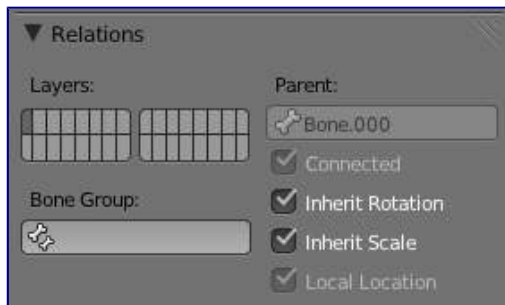 Relations
Layers:
Parent:
Bone.000
Connected
Bone Group:
Inherit Rotation
Inherit Scale
Local Location